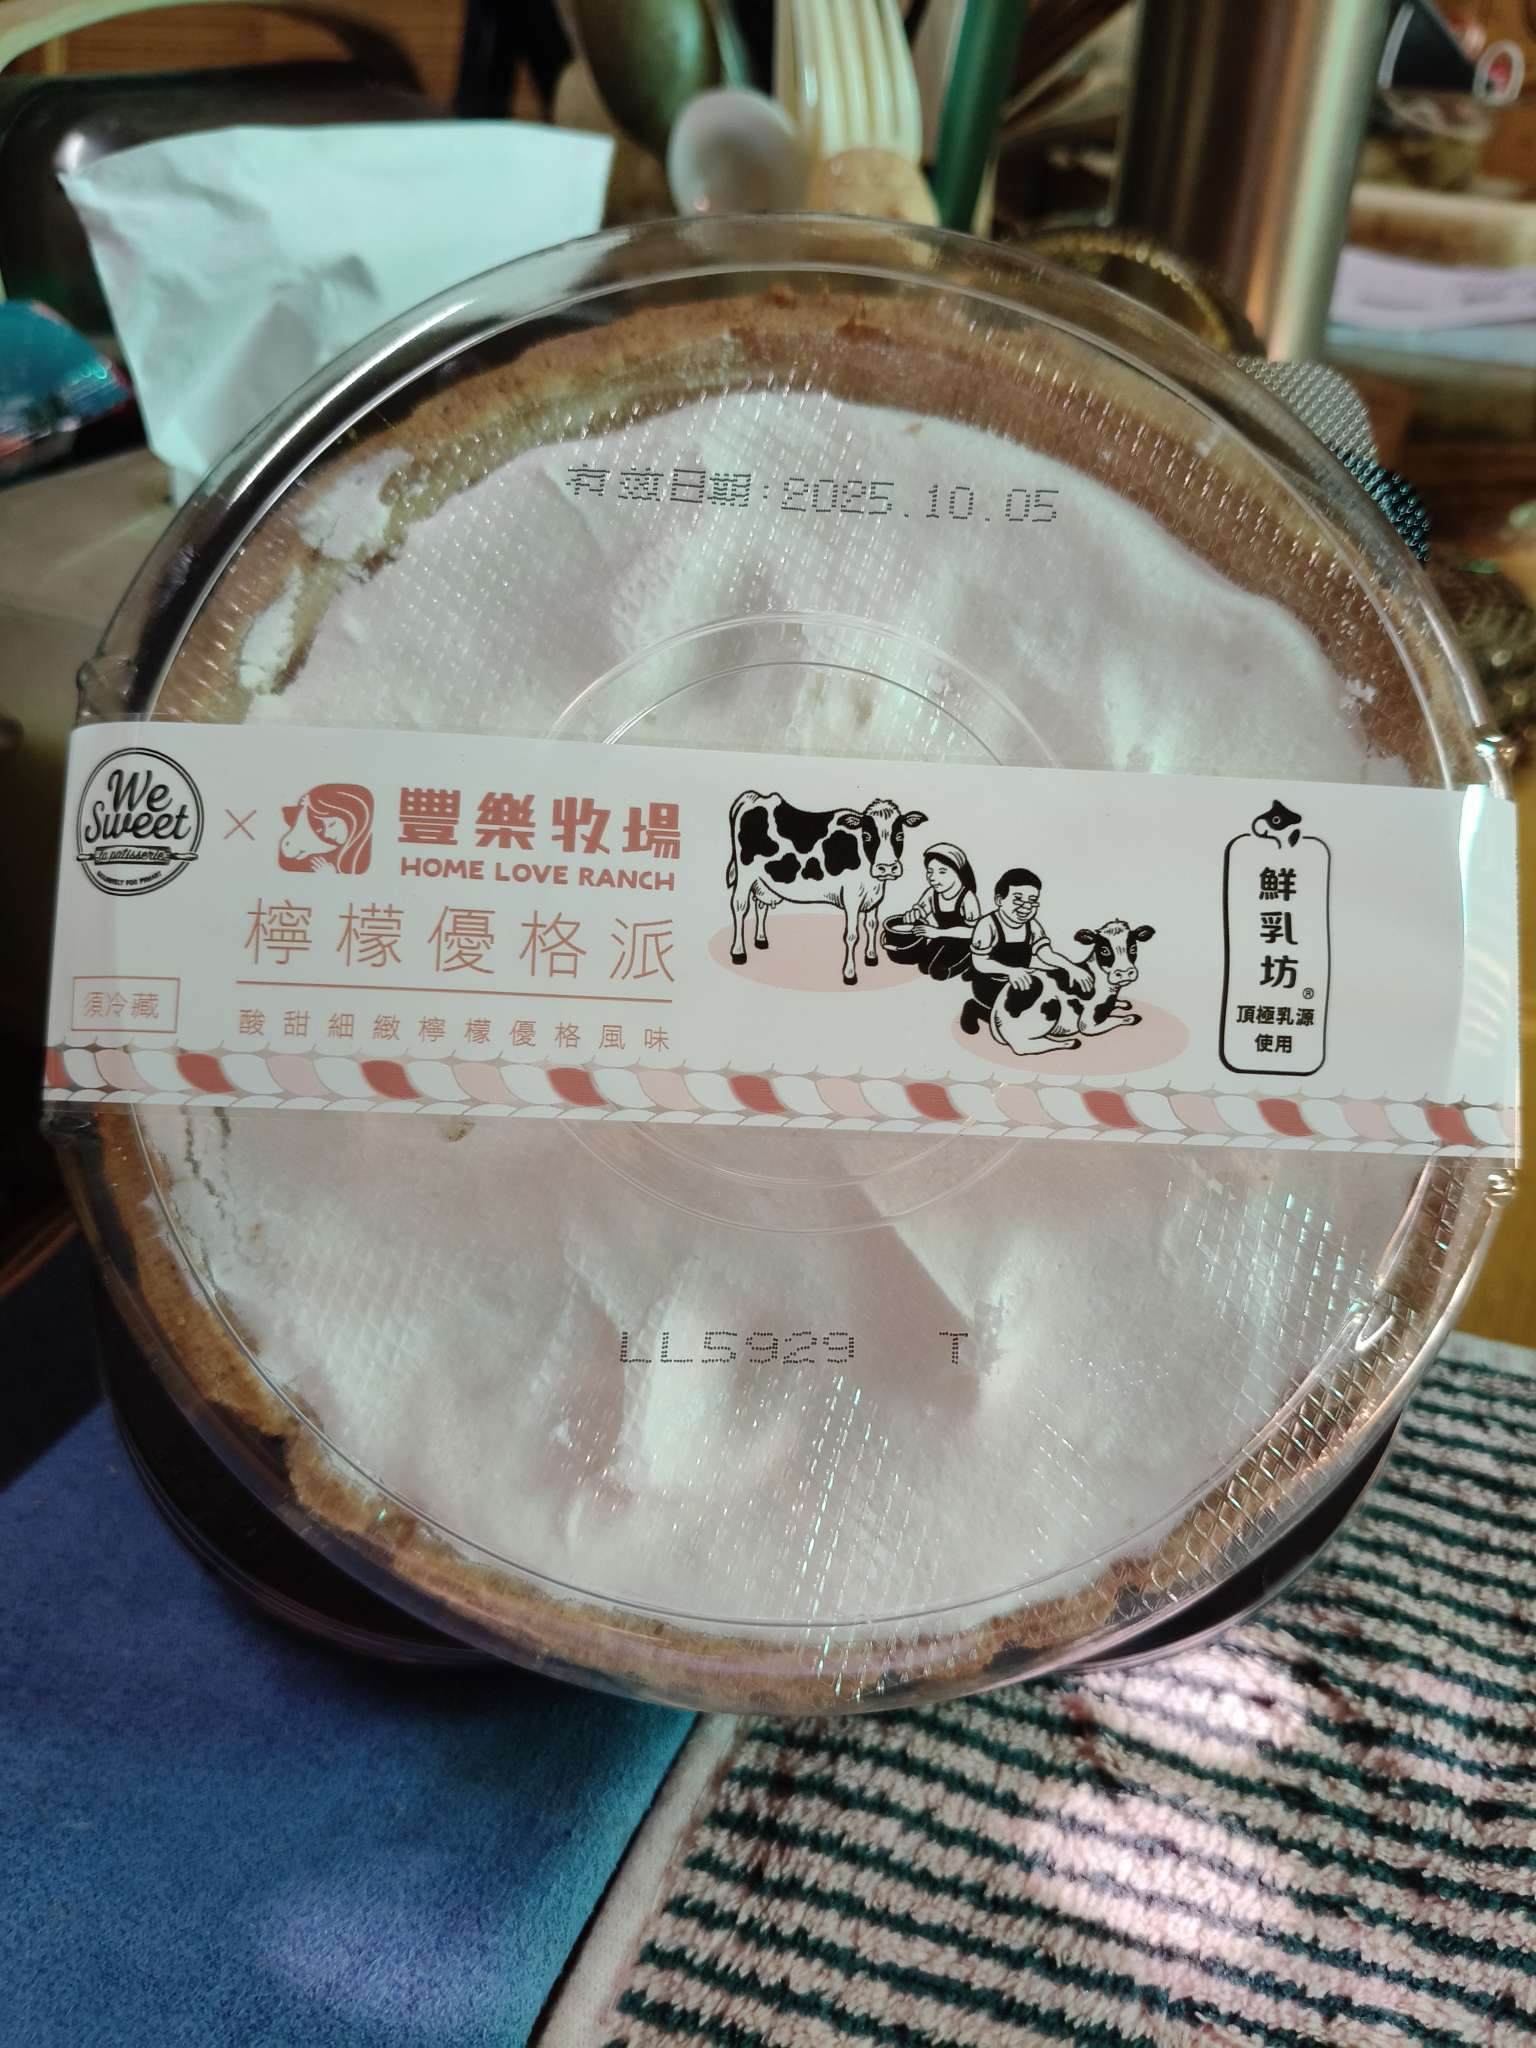 有效日期:2025.10.05
We
Sweet
la patisserie
×
豐樂牧場
HOME LOVE RANCH
檸檬優格派
須冷藏
酸甜細緻檸檬優格風味
鮮乳坊®
頂極乳源
使用
LL5929 T